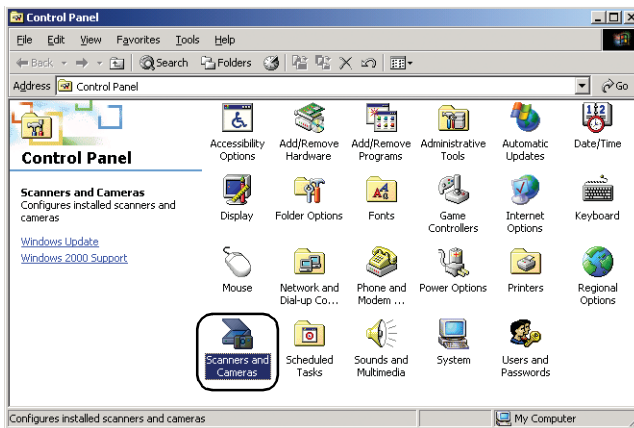 Control Panel
File Edit View Favorites Tools Help
Back Search Folders
Address Control Panel Go
Control Panel
Scanners and Cameras
Configures installed scanners and
cameras
Windows Update
Windows 2000 Support
Accessibility
Options
Add/Remove
Hardware
Add/Remove
Programs
Administrative
Tools
Automatic
Updates
12
Date/Time
Display
Folder Options
Fonts
Game
Controllers
Internet
Options
Keyboard
Mouse
Network and
Dial-up Co...
Phone and
Modem ...
Power Options
Printers
Regional
Options
Scanners and
Cameras
Scheduled
Tasks
Sounds and
Multimedia
System
Users and
Passwords
Configures installed scanners and cameras
My Computer